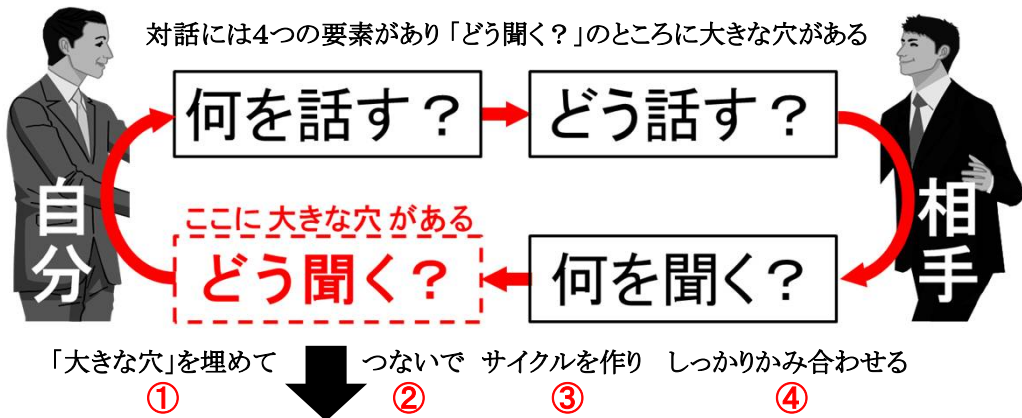 対話には4つの要素があり「どう聞く?」のところに大きな穴がある
何を話す?
どう話す?
自分
相手
ここに大きな穴がある
どう聞く?
何を聞く?
「大きな穴」を埋めて つないで サイクルを作り しっかりかみ合わせる
① ② ③ ④